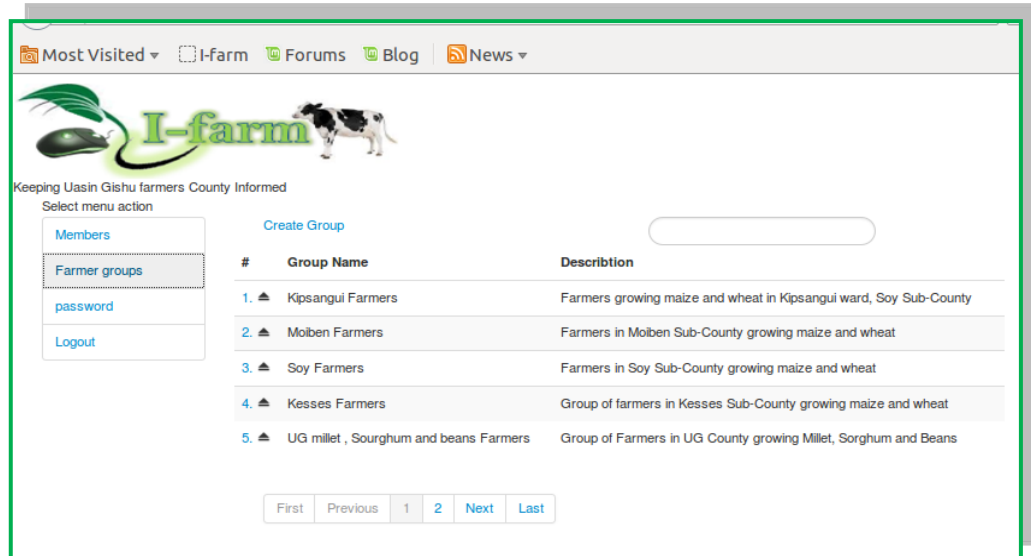 Most Visited I-farm Forums Blog News
I-farm
Keeping Uasin Gishu farmers County Informed
Select menu action
Members
Farmer groups
password
Logout
Create Group
# Group Name Describtion
1. Kipsangui Farmers Farmers growing maize and wheat in Kipsangui ward, Soy Sub-County
2. Moiben Farmers Farmers in Moiben Sub-County growing maize and wheat
3. Soy Farmers Farmers in Soy Sub-County growing maize and wheat
4. Kesses Farmers Group of farmers in Kesses Sub-County growing maize and wheat
5. UG millet , Sourghum and beans Farmers Group of Farmers in UG County growing Millet, Sorghum and Beans
First Previous 1 2 Next Last